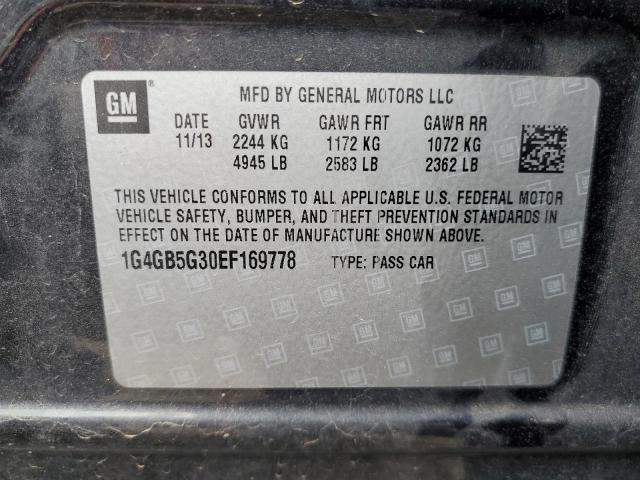 GM ®
MFD BY GENERAL MOTORS LLC
DATE GVWR GAWR FRT GAWR RR
11/13 2244 KG 1172 KG 1072 KG
4945 LB 2583 LB 2362 LB
THIS VEHICLE CONFORMS TO ALL APPLICABLE U.S. FEDERAL MOTOR
VEHICLE SAFETY, BUMPER, AND THEFT PREVENTION STANDARDS IN
EFFECT ON THE DATE OF MANUFACTURE SHOWN ABOVE.
1G4GB5G30EF169778 TYPE: PASS CAR